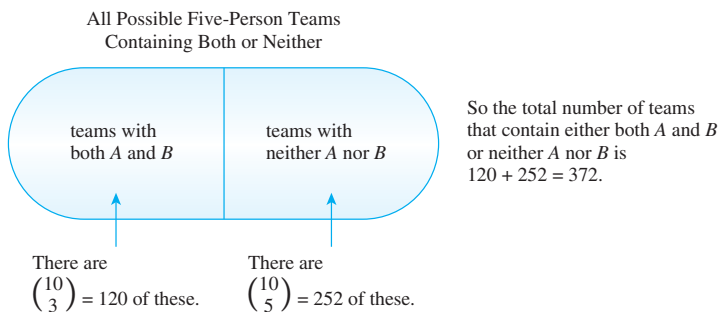 All Possible Five-Person Teams
Containing Both or Neither
teams with
both A and B
teams with
neither A nor B
So the total number of teams
that contain either both A and B
or neither A nor B is
120 + 252 = 372.
There are
(10 3) = 120 of these.
There are
(10 5) = 252 of these.